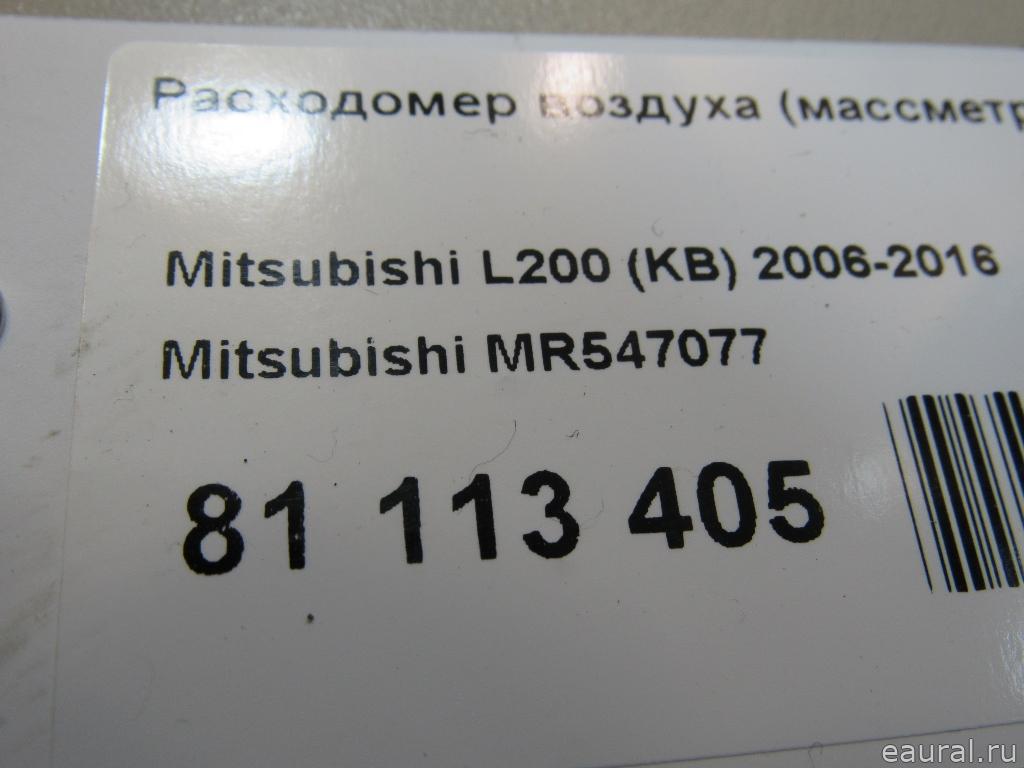 Расходомер воздуха (массметр
Mitsubishi L200 (KB) 2006-2016
Mitsubishi MR547077
81 113 405
eaural.ru